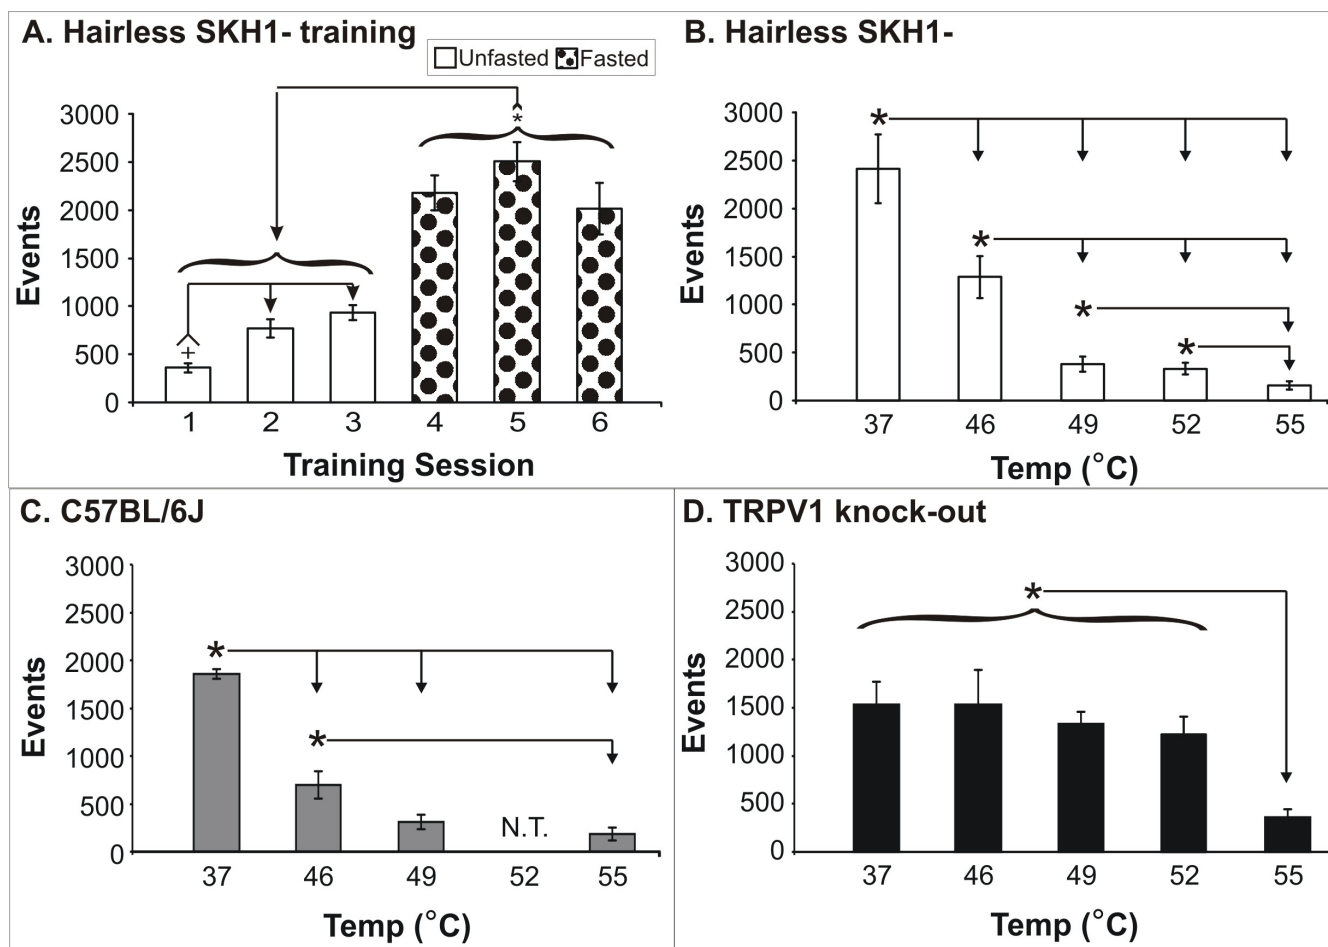 A. Hairless SKH1- training
Unfasted Fasted
3000
2500
2000
1500
1000
500
0
Events
*
+
1 2 3 4 5 6
Training Session
B. Hairless SKH1-
3000
2500
2000
1500
1000
500
0
Events
*
*
*
*
37 46 49 52 55
Temp (°C)
C. C57BL/6J
3000
2500
2000
1500
1000
500
0
Events
*
*
N.T.
37 46 49 52 55
Temp (°C)
D. TRPV1 knock-out
3000
2500
2000
1500
1000
500
0
Events
*
37 46 49 52 55
Temp (°C)